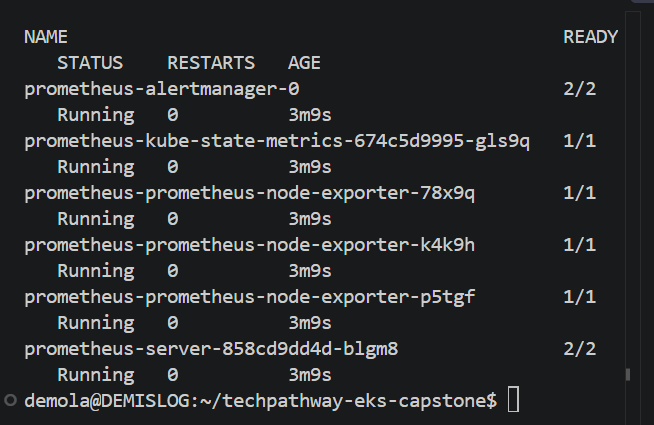 NAME READY
STATUS RESTARTS AGE
prometheus-alertmanager-0 2/2
Running 0 3m9s
prometheus-kube-state-metrics-674c5d9995-gls9q 1/1
Running 0 3m9s
prometheus-prometheus-node-exporter-78x9q 1/1
Running 0 3m9s
prometheus-prometheus-node-exporter-k4k9h 1/1
Running 0 3m9s
prometheus-prometheus-node-exporter-p5tgf 1/1
Running 0 3m9s
prometheus-server-858cd9dd4d-blgm8 2/2
Running 0 3m9s
demola@DEMISLOG:~/techpathway-eks-capstone$